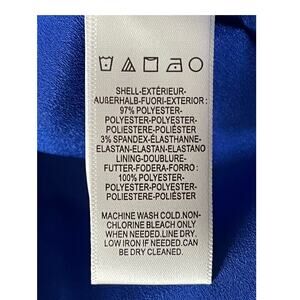 SHELL-EXTÉRIEUR-
AUßERHALB-FUORI-EXTERIOR :
97% POLYESTER-
POLYESTER-POLYESTER-
POLIESTERE-POLIÉSTER
3% SPANDEX-ÉLASTHANNE-
ELASTAN-ELASTAN-ELASTANO
LINING-DOUBLURE-
FUTTER-FODERA-FORRO :
100% POLYESTER-
POLYESTER-POLYESTER-
POLIESTERE-POLIÉSTER
MACHINE WASH COLD.NON-
CHLORINE BLEACH ONLY
WHEN NEEDED.LINE DRY.
LOW IRON IF NEEDED.CAN
BE DRY CLEANED.